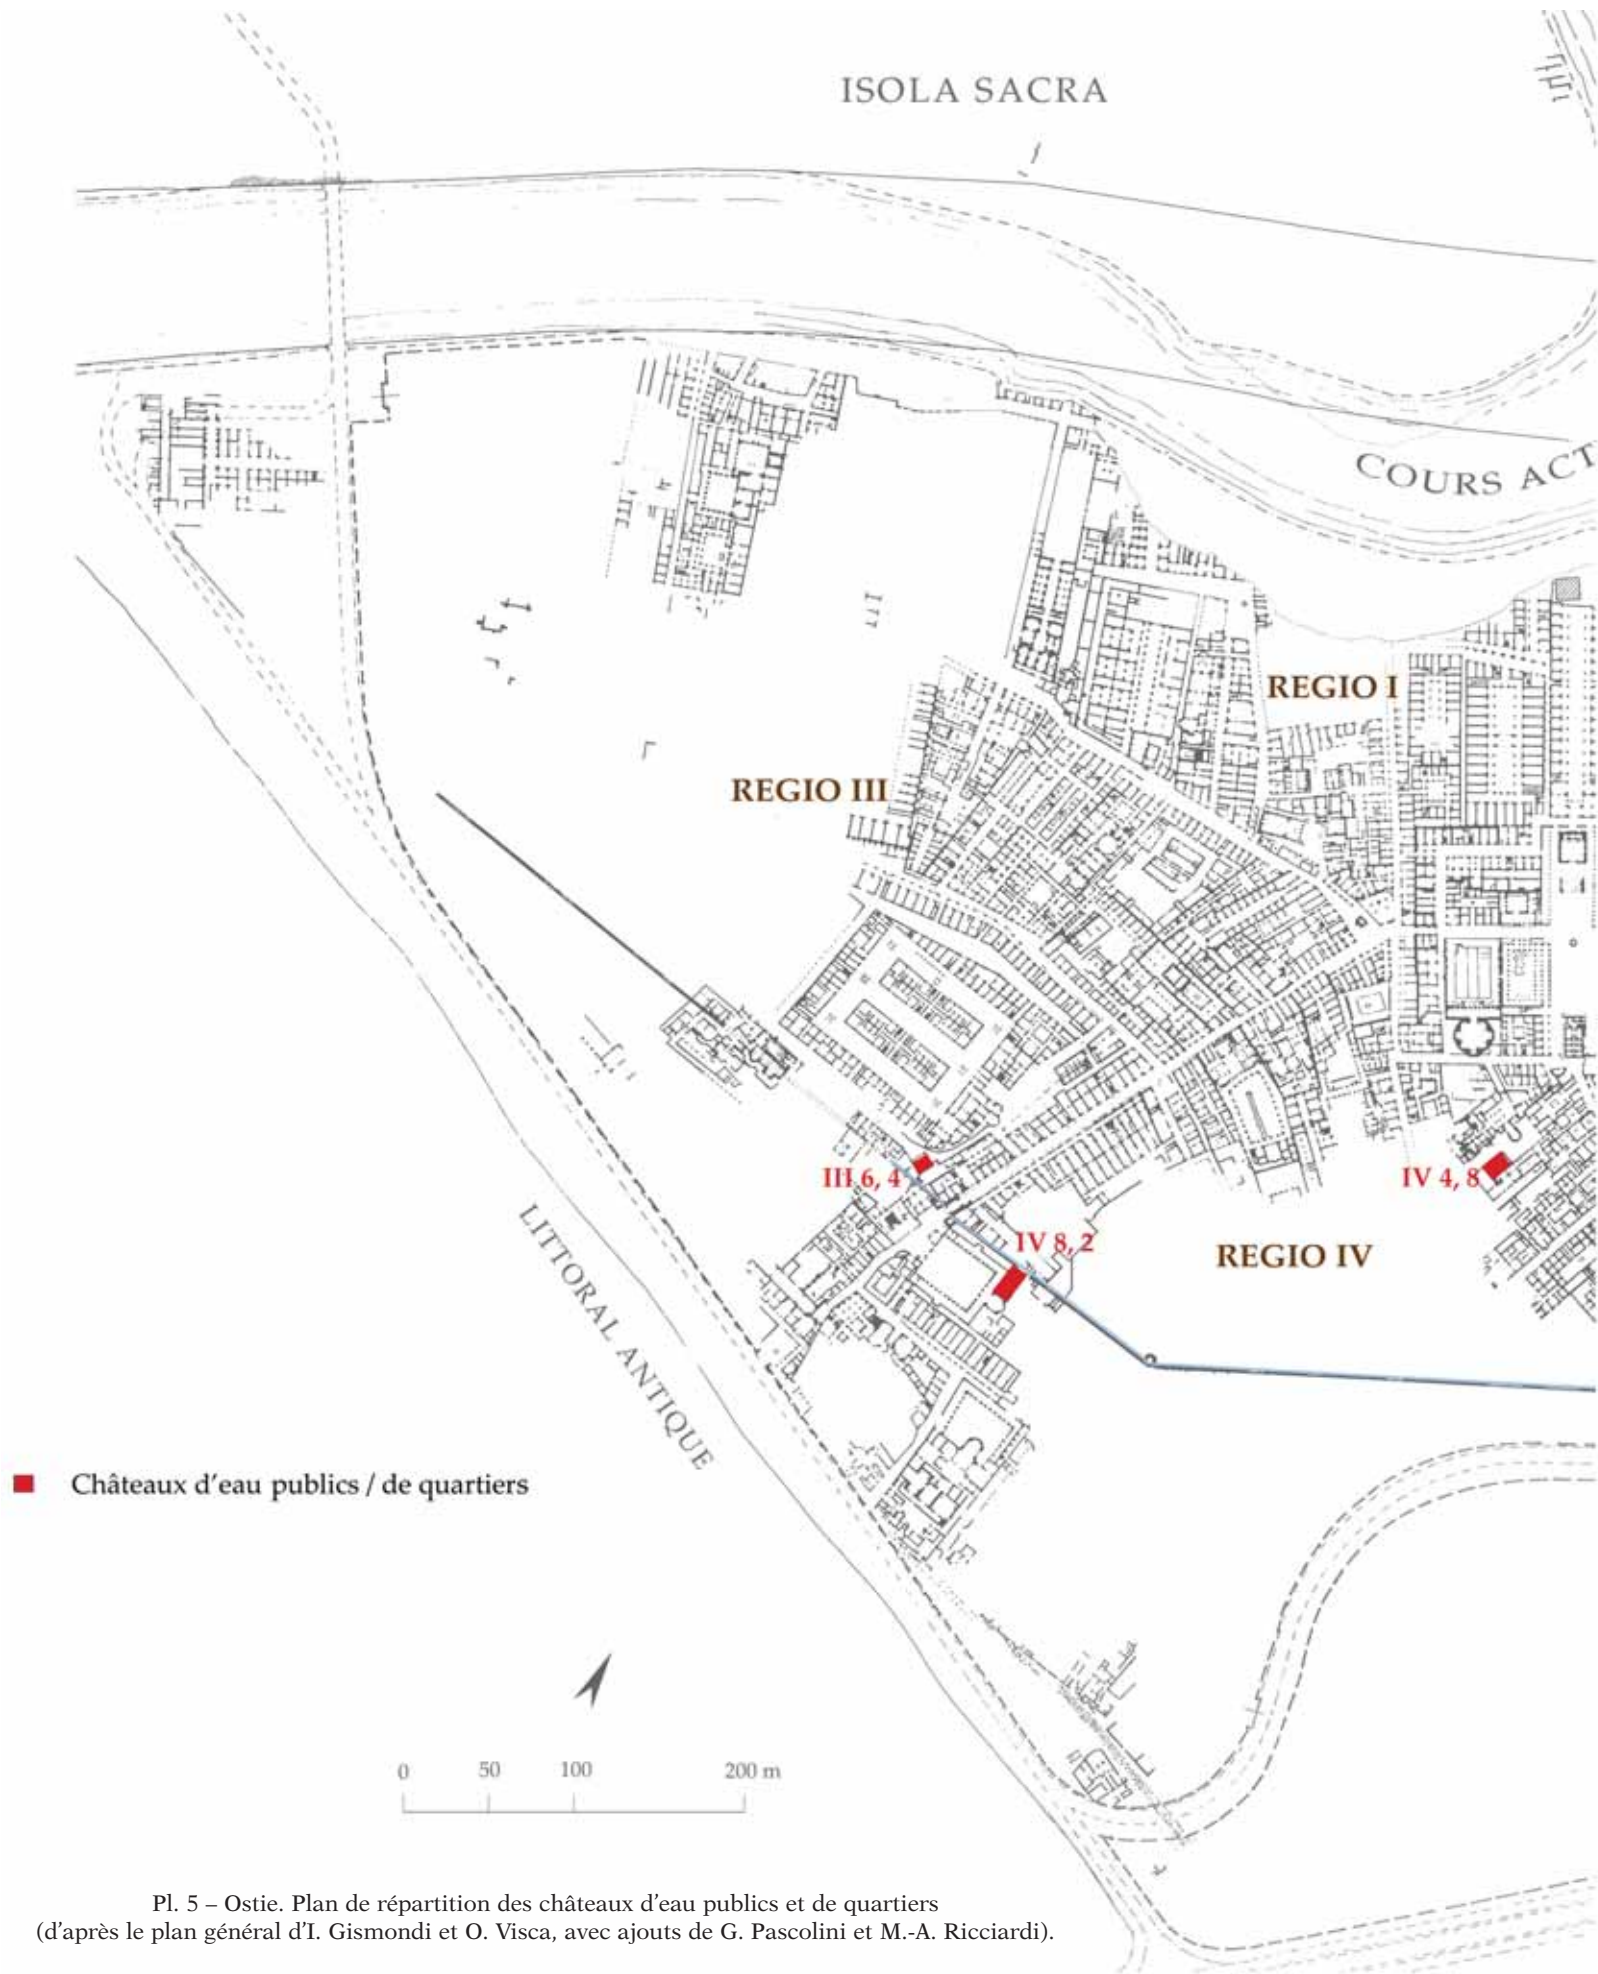 ISOLA SACRA
COURS ACT
REGIO I
REGIO III
III 6, 4
IV 4, 8
IV 8, 2
REGIO IV
LITTORAL ANTIQUE
Châteaux d'eau publics / de quartiers
0 50 100 200 m
Pl. 5 – Ostie. Plan de répartition des châteaux d'eau publics et de quartiers
(d'après le plan général d'I. Gismondi et O. Visca, avec ajouts de G. Pascolini et M.-A. Ricciardi).